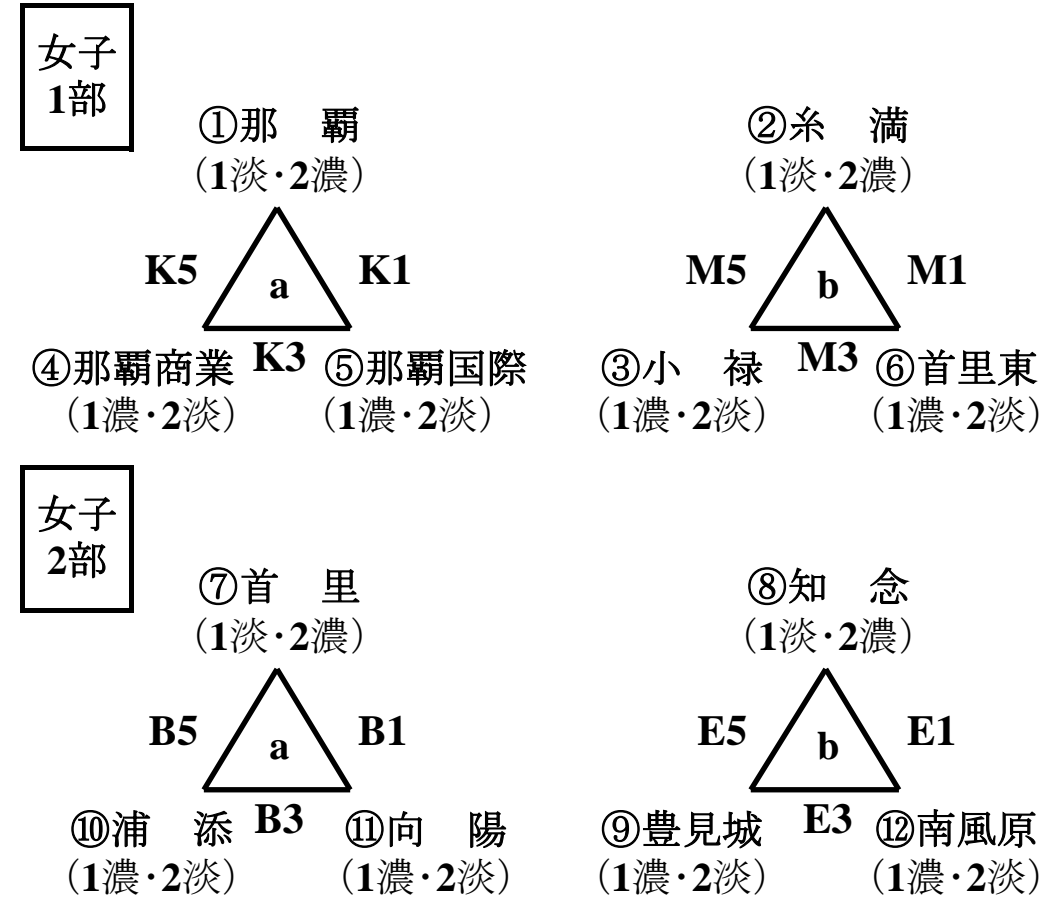 女子
1部
①那　覇　②糸　満
（1淡・2濃）　（1淡・2濃）
K5　a　K1　M5　b　M1
④那覇商業　K3　⑤那覇国際　③小　禄　M3　⑥首里東
（1濃・2淡）　（1濃・2淡）　（1濃・2淡）　（1濃・2淡）
女子
2部
⑦首　里　⑧知　念
（1淡・2濃）　（1淡・2濃）
B5　a　B1　E5　b　E1
⑩浦　添　B3　⑪向　陽　⑨豊見城　E3　⑫南風原
（1濃・2淡）　（1濃・2淡）　（1濃・2淡）　（1濃・2淡）